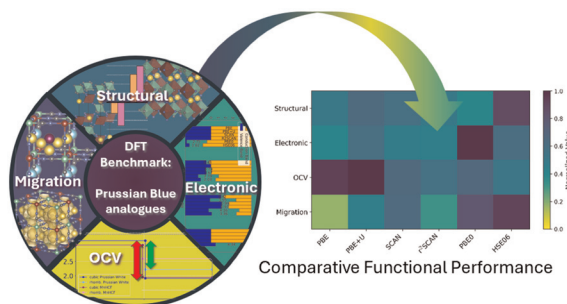 Structural
DFT
Benchmark:
Prussian Blue
analogues
Migration
Electronic
OCV
2.5
2.0
Structural
Electronic
OCV
Migration
PBE
PBE+U
SCAN
r²SCAN
PBE0
HSE06
1.0
0.8
0.6
0.4
0.2
0.0
Comparative Functional Performance